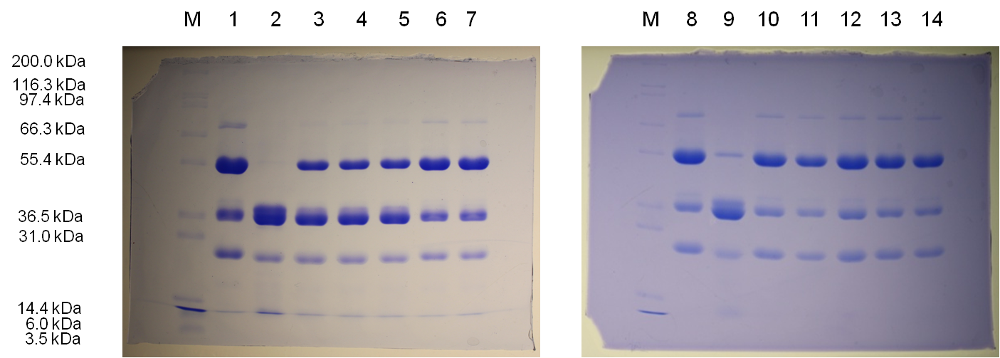 M 1 2 3 4 5 6 7 M 8 9 10 11 12 13 14
200.0 kDa
116.3 kDa
97.4 kDa
66.3 kDa
55.4 kDa
36.5 kDa
31.0 kDa
14.4 kDa
6.0 kDa
3.5 kDa